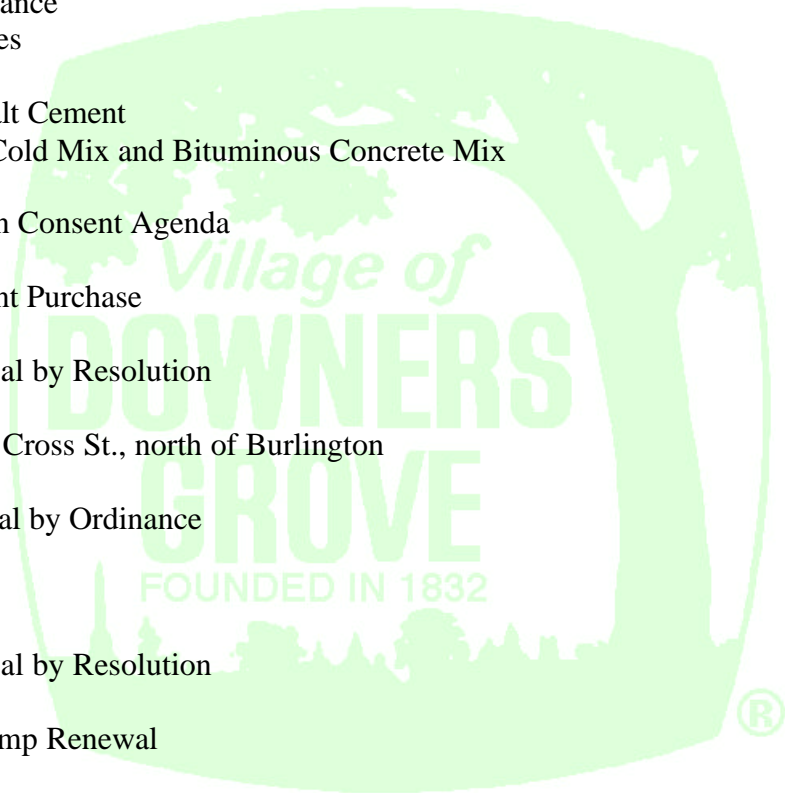 ance
es
lt Cement
Cold Mix and Bituminous Concrete Mix
n Consent Agenda
Village of
nt Purchase
DOWNERS
al by Resolution
Cross St., north of Burlington
GROVE
al by Ordinance
FOUNDED IN 1832
al by Resolution
®
mp Renewal